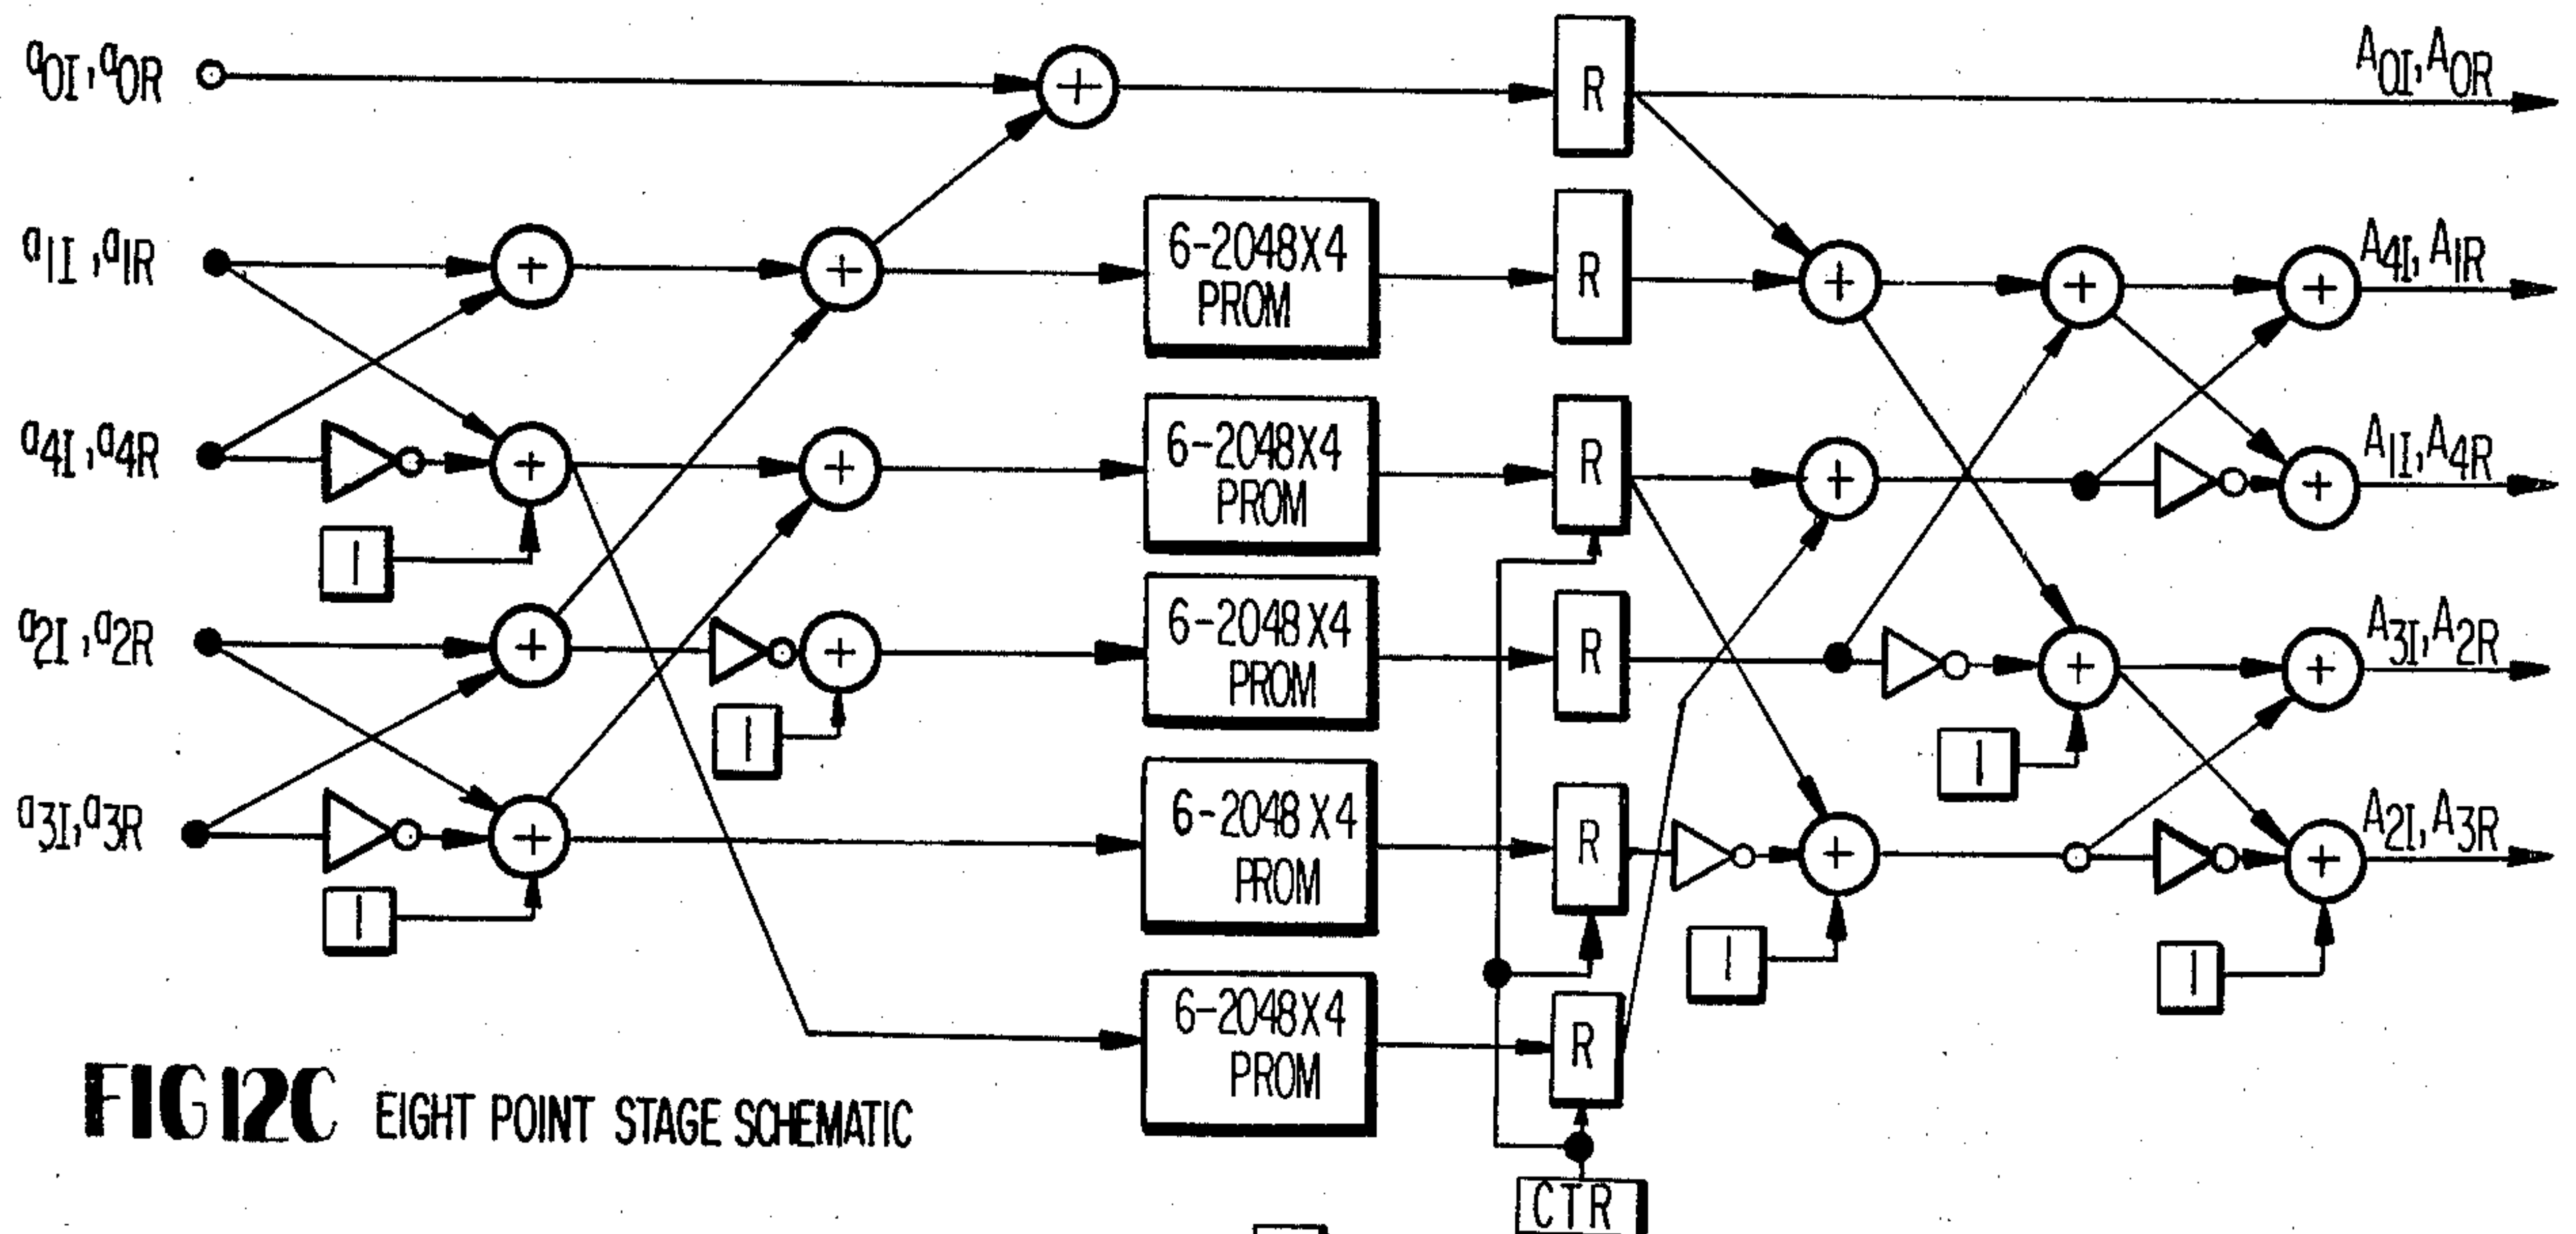 a0I, a0R
+
R
A0I, A0R
a1I, a1R
+
+
6-2048X4
PROM
R
+
+
+
A4I, A1R
a4I, a4R
+
+
6-2048X4
PROM
R
+
+
A1I, A4R
1
a2I, a2R
+
+
6-2048X4
PROM
R
+
+
A3I, A2R
1
1
a3I, a3R
+
6-2048X4
PROM
R
+
+
A2I, A3R
1
1
1
6-2048X4
PROM
R
FIG 12C EIGHT POINT STAGE SCHEMATIC
CTR